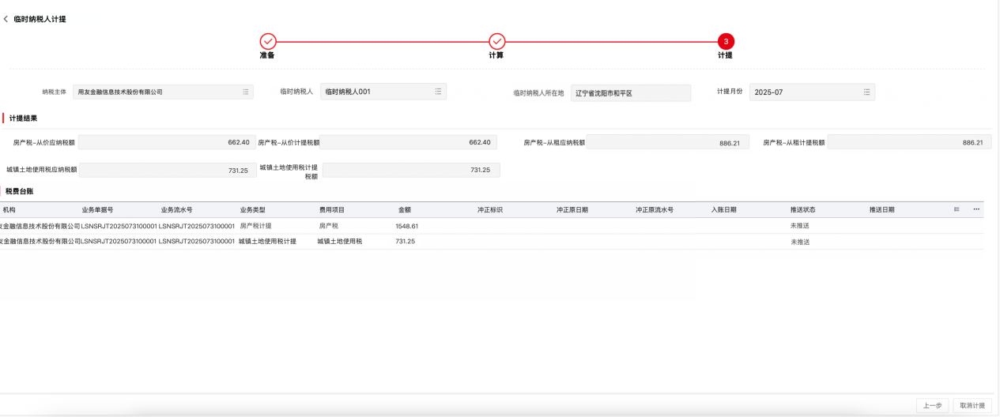 临时纳税人计提
3
准备 计算 计提
纳税主体 用友金融信息技术股份有限公司 临时纳税人 临时纳税人001 临时纳税人所在地 辽宁省沈阳市和平区 计提月份 2025-07
计提结果
房产税-从价应纳税额 662.40 房产税-从价计提税额 662.40 房产税-从租应纳税额 886.21 房产税-从租计提税额 886.21
城镇土地使用税应纳税额 731.25 城镇土地使用税计提税额 731.25
税费台账
机构 业务单据号 业务流水号 业务类型 费用项目 金额 冲正标识 冲正原日期 冲正原流水号 入账日期 推送状态 推送日期 ···
友金融信息技术股份有限公司 LSNSRJT2025073100001 LSNSRJT2025073100001 房产税计提 房产税 1548.61 未推送
友金融信息技术股份有限公司 LSNSRJT2025073100001 LSNSRJT2025073100001 城镇土地使用税计提 城镇土地使用税 731.25 未推送
上一步 取消计提